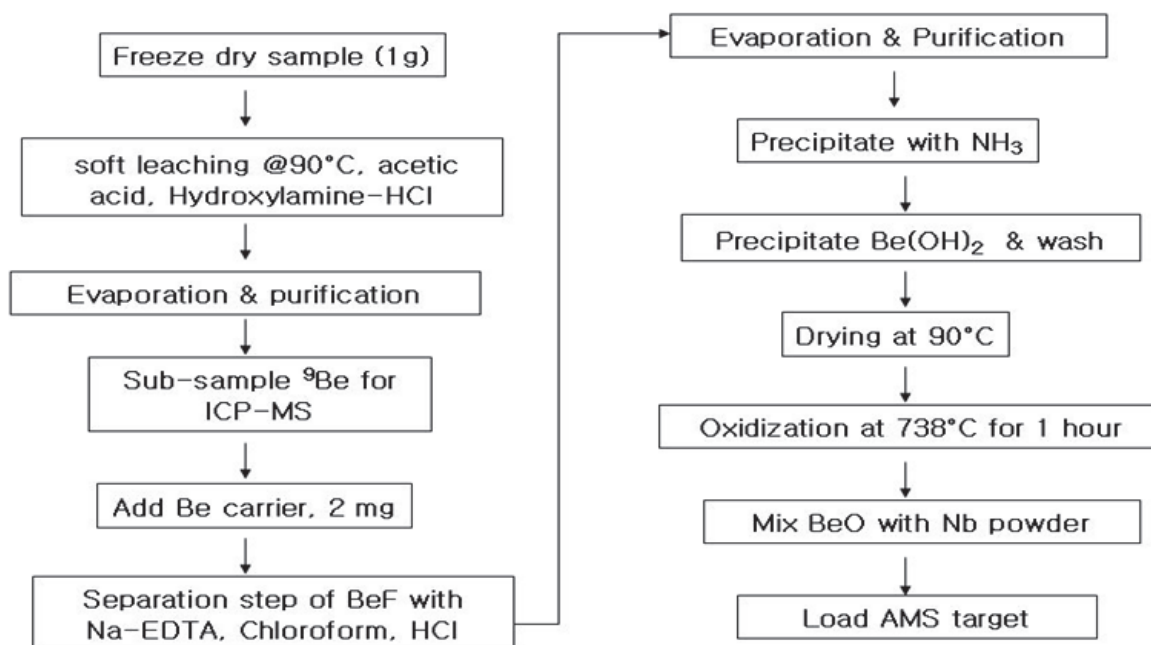 Freeze dry sample (1g)
soft leaching @90°C, acetic
acid, Hydroxylamine-HCl
Evaporation & purification
Sub-sample ⁹Be for
ICP-MS
Add Be carrier, 2 mg
Separation step of BeF with
Na-EDTA, Chloroform, HCl
Evaporation & Purification
Precipitate with NH₃
Precipitate Be(OH)₂ & wash
Drying at 90°C
Oxidization at 738°C for 1 hour
Mix BeO with Nb powder
Load AMS target